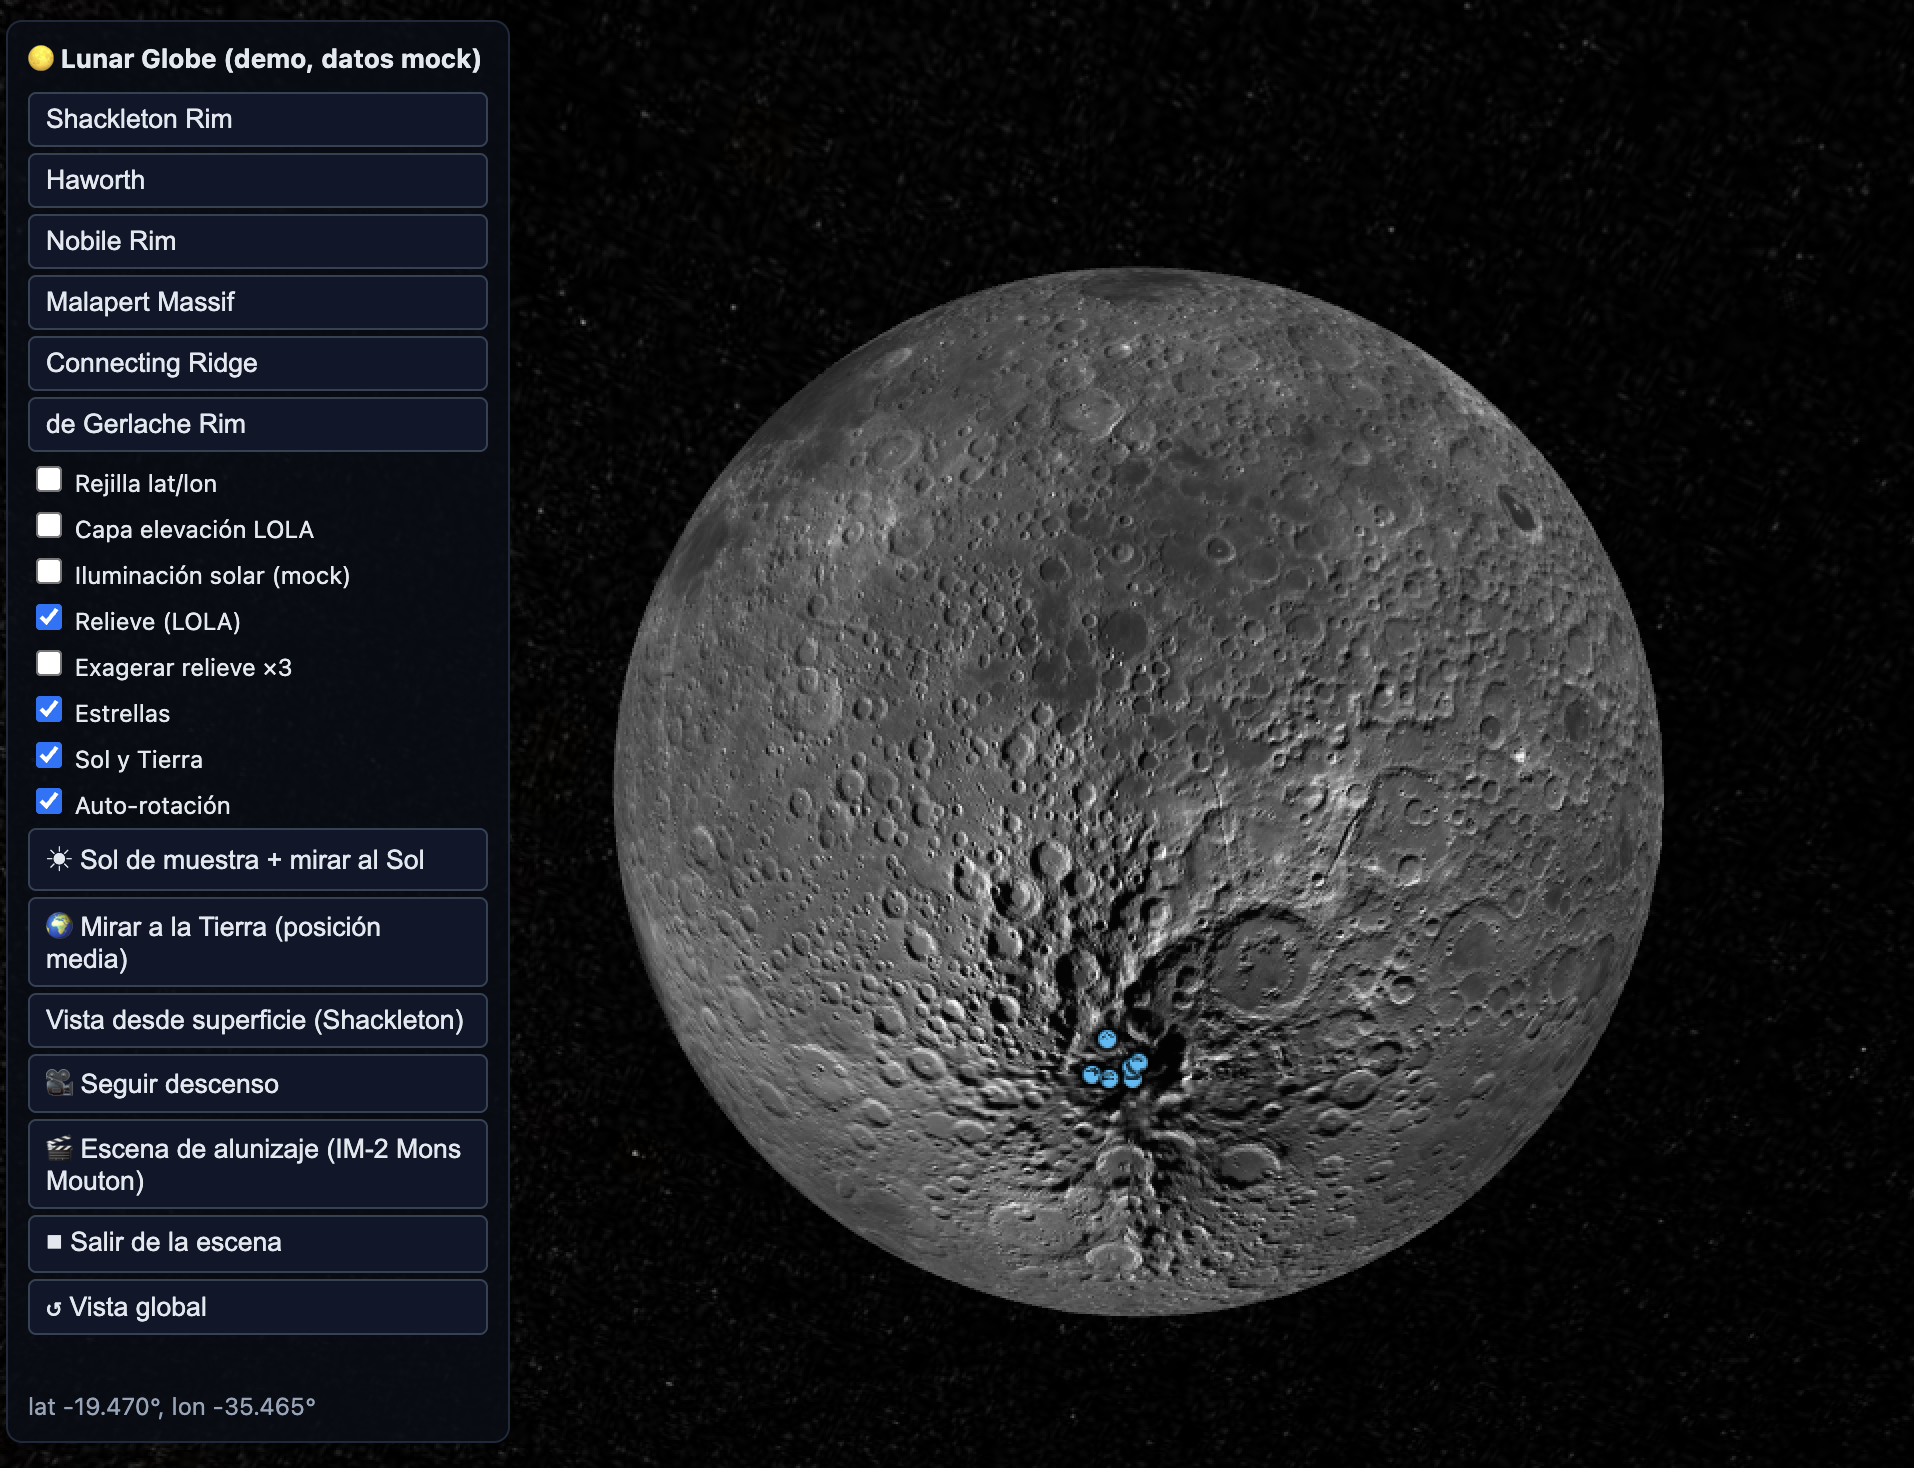 Lunar Globe (demo, datos mock)
Shackleton Rim
Haworth
Nobile Rim
Malapert Massif
Connecting Ridge
de Gerlache Rim
Rejilla lat/lon
Capa elevación LOLA
Iluminación solar (mock)
Relieve (LOLA)
Exagerar relieve ×3
Estrellas
Sol y Tierra
Auto-rotación
☀ Sol de muestra + mirar al Sol
🌍 Mirar a la Tierra (posición
media)
Vista desde superficie (Shackleton)
🎥 Seguir descenso
🎬 Escena de alunizaje (IM-2 Mons
Mouton)
⏹ Salir de la escena
↺ Vista global
lat -19.470°, lon -35.465°